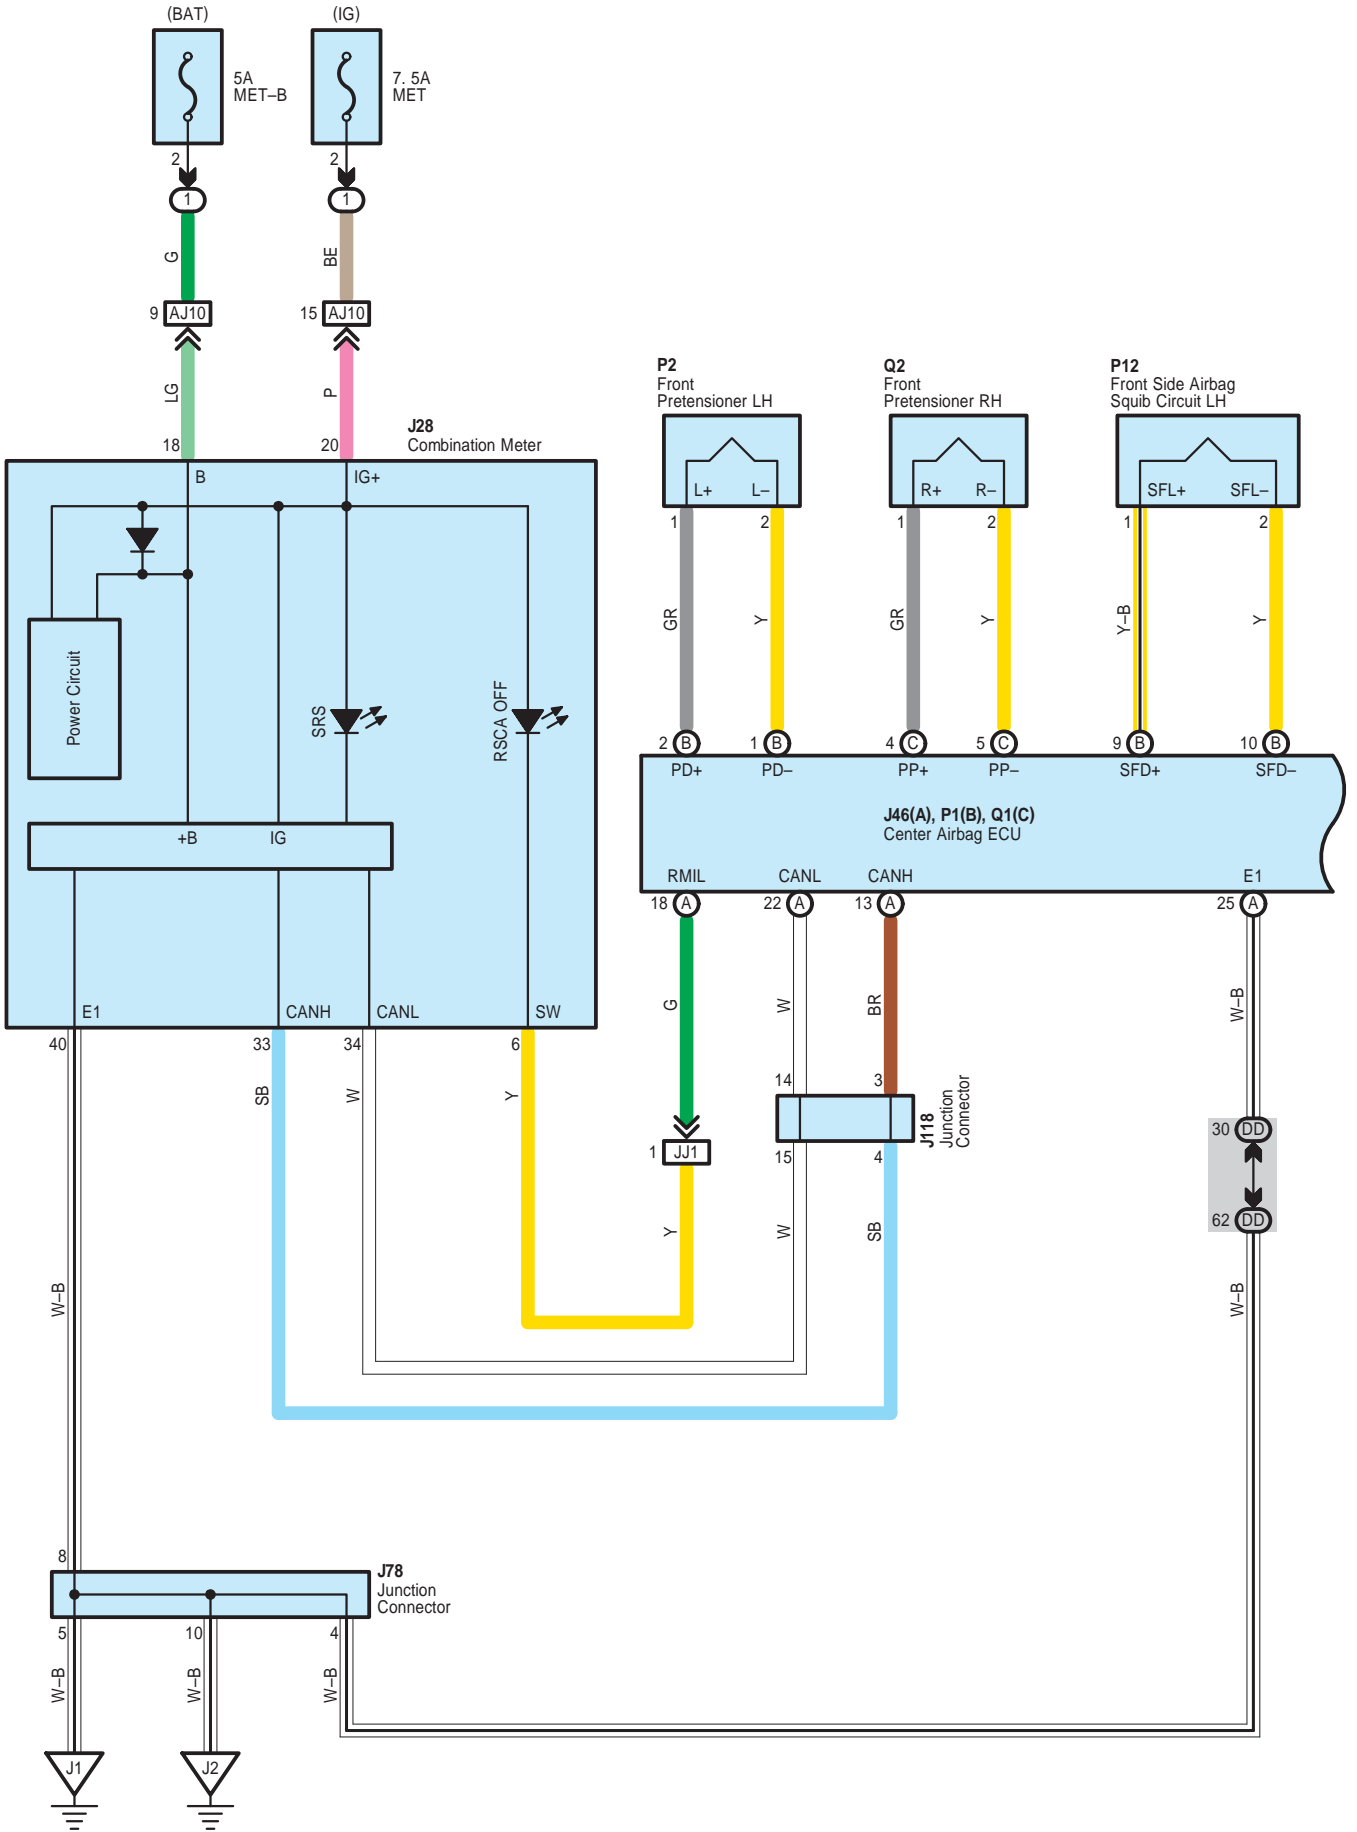 (BAT)
(IG)
5A
MET–B
7. 5A
MET
2
2
1
1
G
BE
9 AJ10
15 AJ10
LG
P
18
20
J28
Combination Meter
B
IG+
Power Circuit
SRS
RSCA OFF
+B
IG
E1
CANH
CANL
SW
40
33
34
6
SB
W
Y
P2
Front
Pretensioner LH
Q2
Front
Pretensioner RH
P12
Front Side Airbag
Squib Circuit LH
L+
L–
R+
R–
SFL+
SFL–
1
2
1
2
1
2
GR
Y
GR
Y
Y–B
Y
2 B
1 B
4 C
5 C
9 B
10 B
PD+
PD–
PP+
PP–
SFD+
SFD–
J46(A), P1(B), Q1(C)
Center Airbag ECU
RMIL
CANL
CANH
E1
18 A
22 A
13 A
25 A
G
W
BR
W–B
14
3
J118
Junction
Connector
15
4
1 JJ1
30 DD
62 DD
Y
W
SB
W–B
W–B
8
J78
Junction
Connector
5
10
4
W–B
W–B
W–B
J1
J2